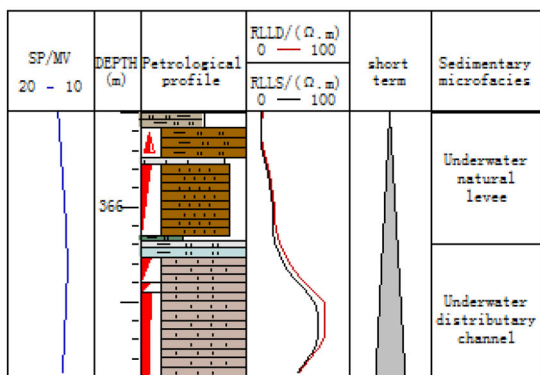 SP/MV
20 - 10
DEPTH
(m)
Petrological
profile
RLLD/(Ω.m)
0 — 100
RLLS/(Ω.m)
0 — 100
short
term
Sedimentary
microfacies
366
Underwater
natural
levee
Underwater
distributary
channel